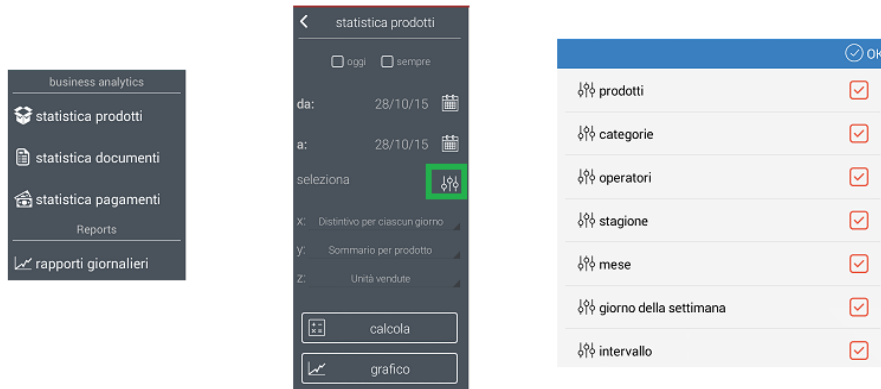 business analytics
statistica prodotti
statistica documenti
statistica pagamenti
Reports
rapporti giornalieri
statistica prodotti
oggi sempre
da: 28/10/15
a: 28/10/15
seleziona
X: Distintivo per ciascun giorno
y: Sommario per prodotto
Z: Unità vendute
calcola
grafico
OK
prodotti
categorie
operatori
stagione
mese
giorno della settimana
intervallo